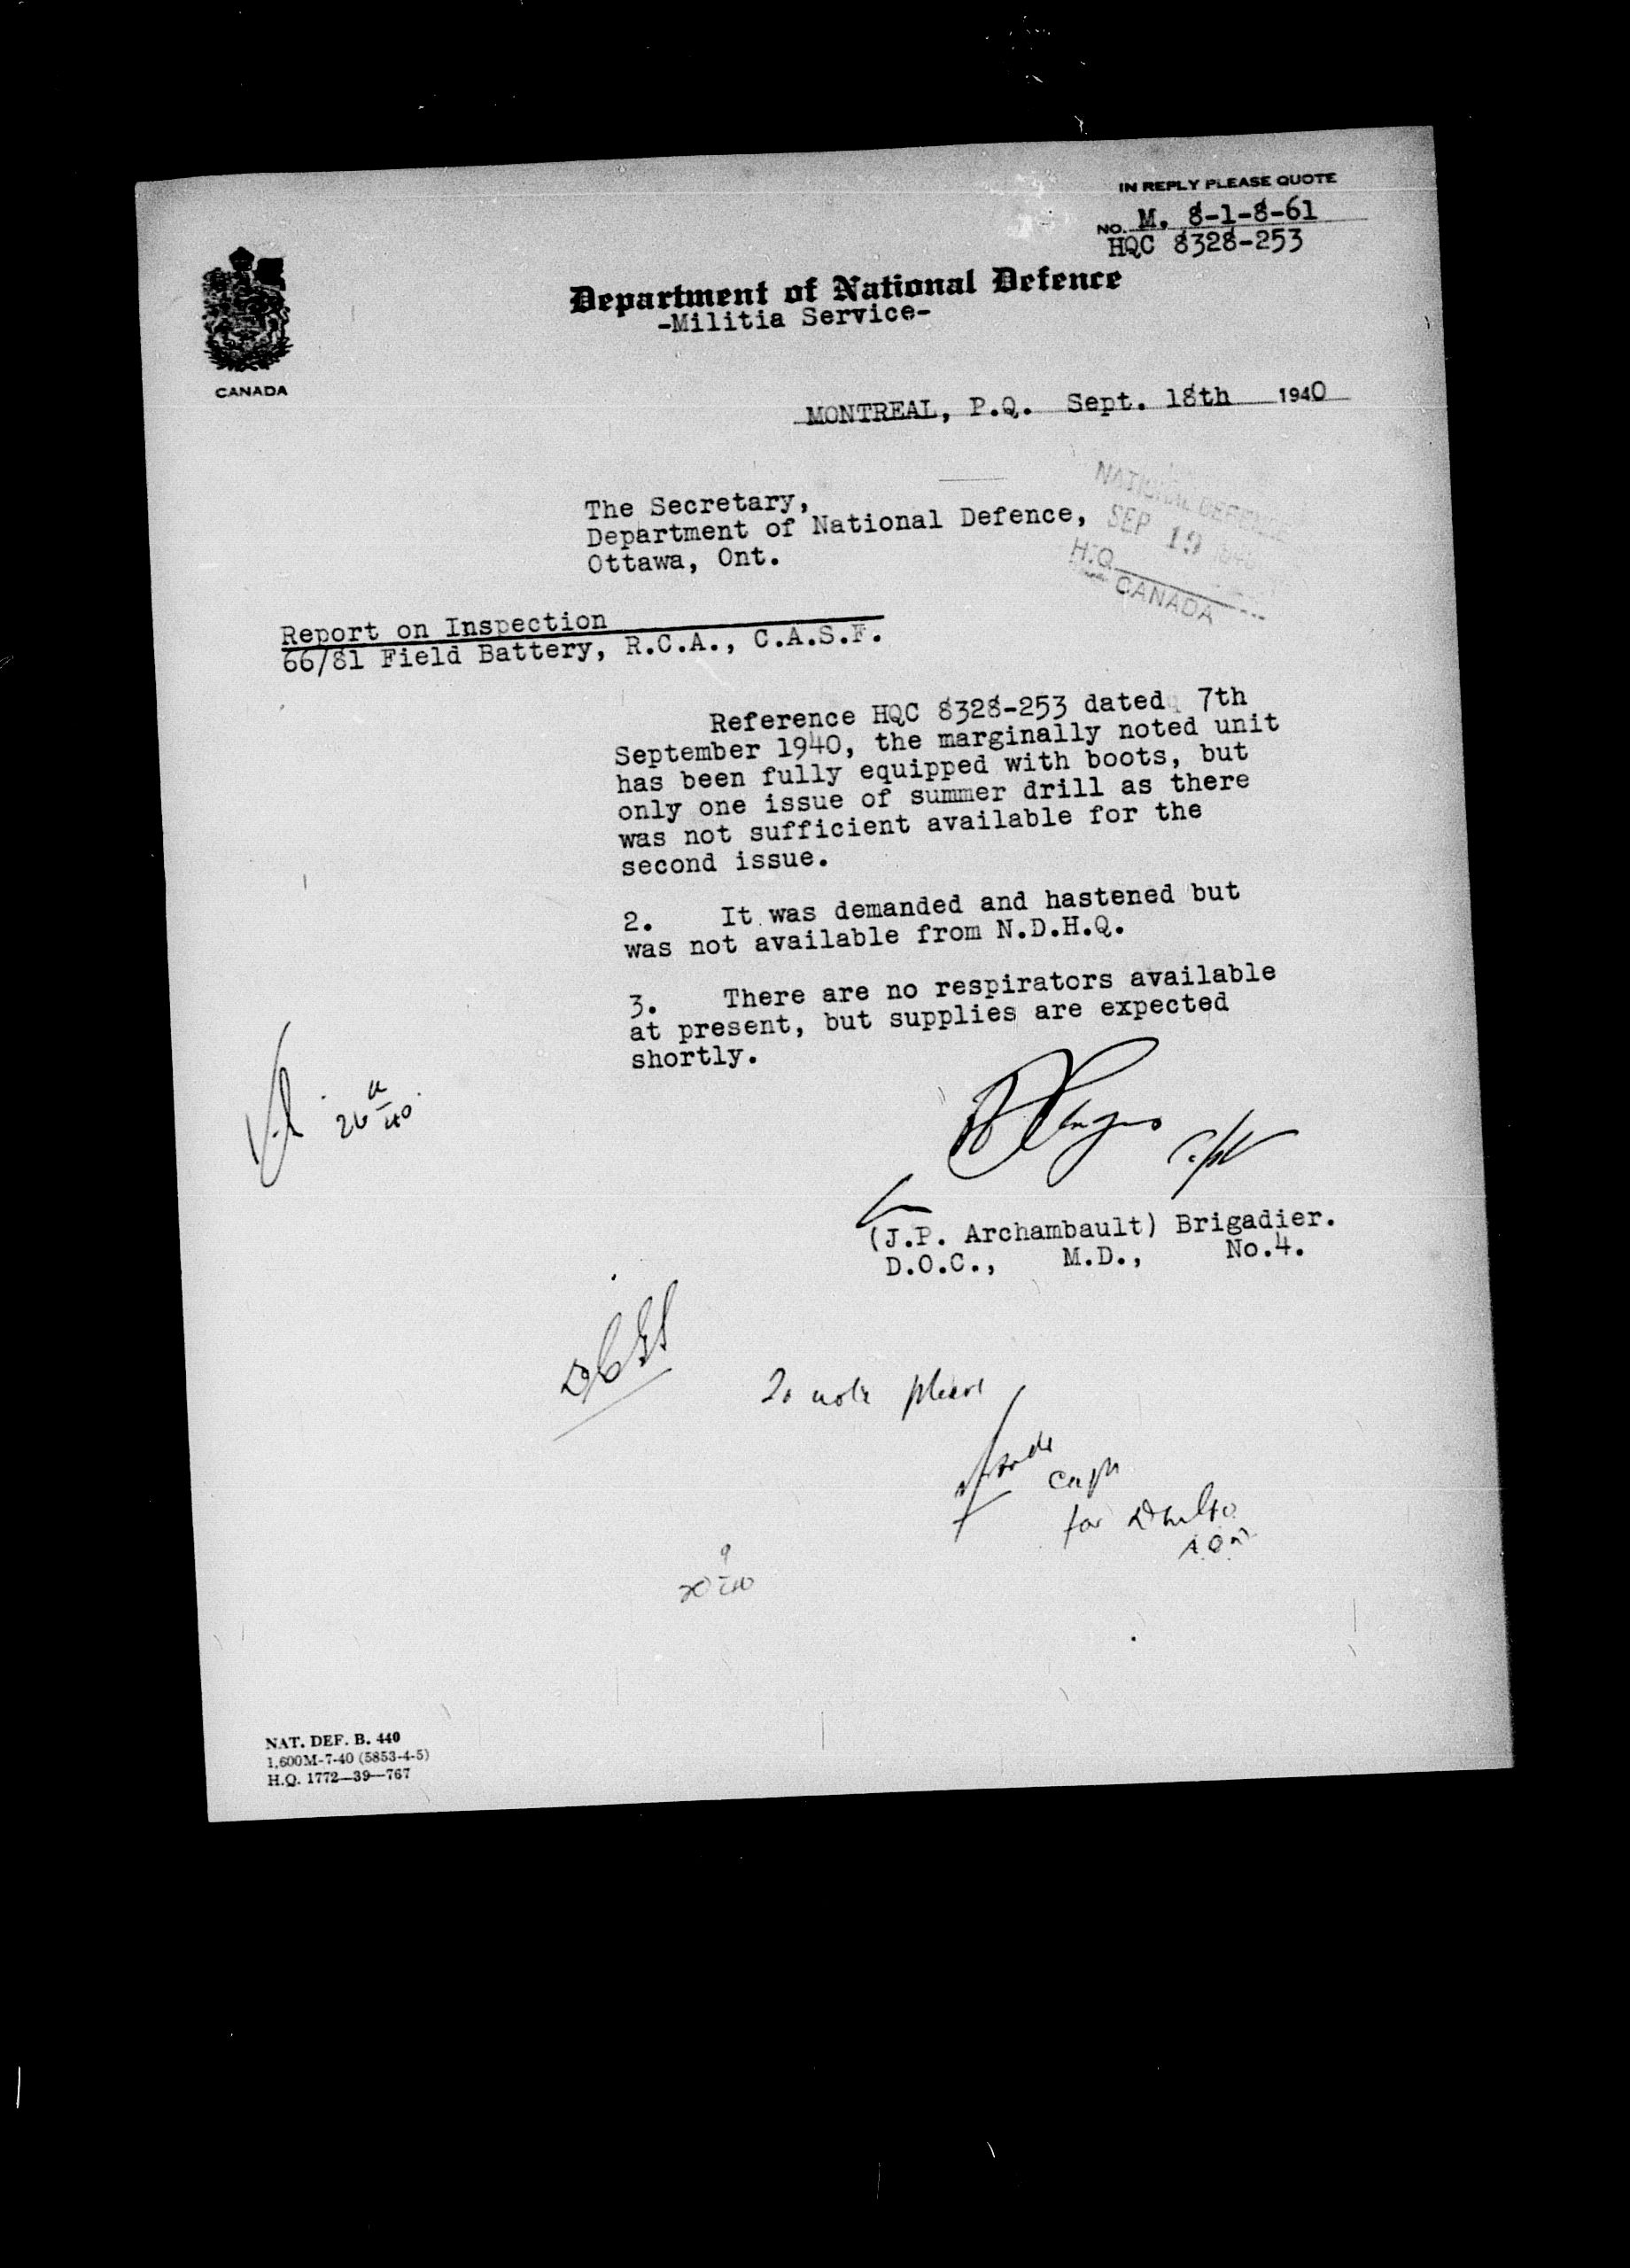 IN REPLY PLEASE QUOTE
NO. M. 8-1-8-61
HQC 8328-253
Department of National Defence
-Militia Service-
CANADA
MONTREAL, P.Q. Sept. 18th 1940
The Secretary,
Department of National Defence,
Ottawa, Ont.
NATIONAL DEFENCE
SEP 19 1940
H.Q.
CANADA
Report on Inspection
66/81 Field Battery, R.C.A., C.A.S.F.
Reference HQC 8328-253 dated 7th
September 1940, the marginally noted unit
has been fully equipped with boots, but
only one issue of summer drill as there
was not sufficient available for the
second issue.
2. It was demanded and hastened but
was not available from N.D.H.Q.
3. There are no respirators available
at present, but supplies are expected
shortly.
Capt
(J.P. Archambault) Brigadier.
D.O.C., M.D., No.4.
To note please
Capt
for
20 9/40
NAT. DEF. B. 440
1,600M-7-40 (5853-4-5)
H.Q. 1772—39—767